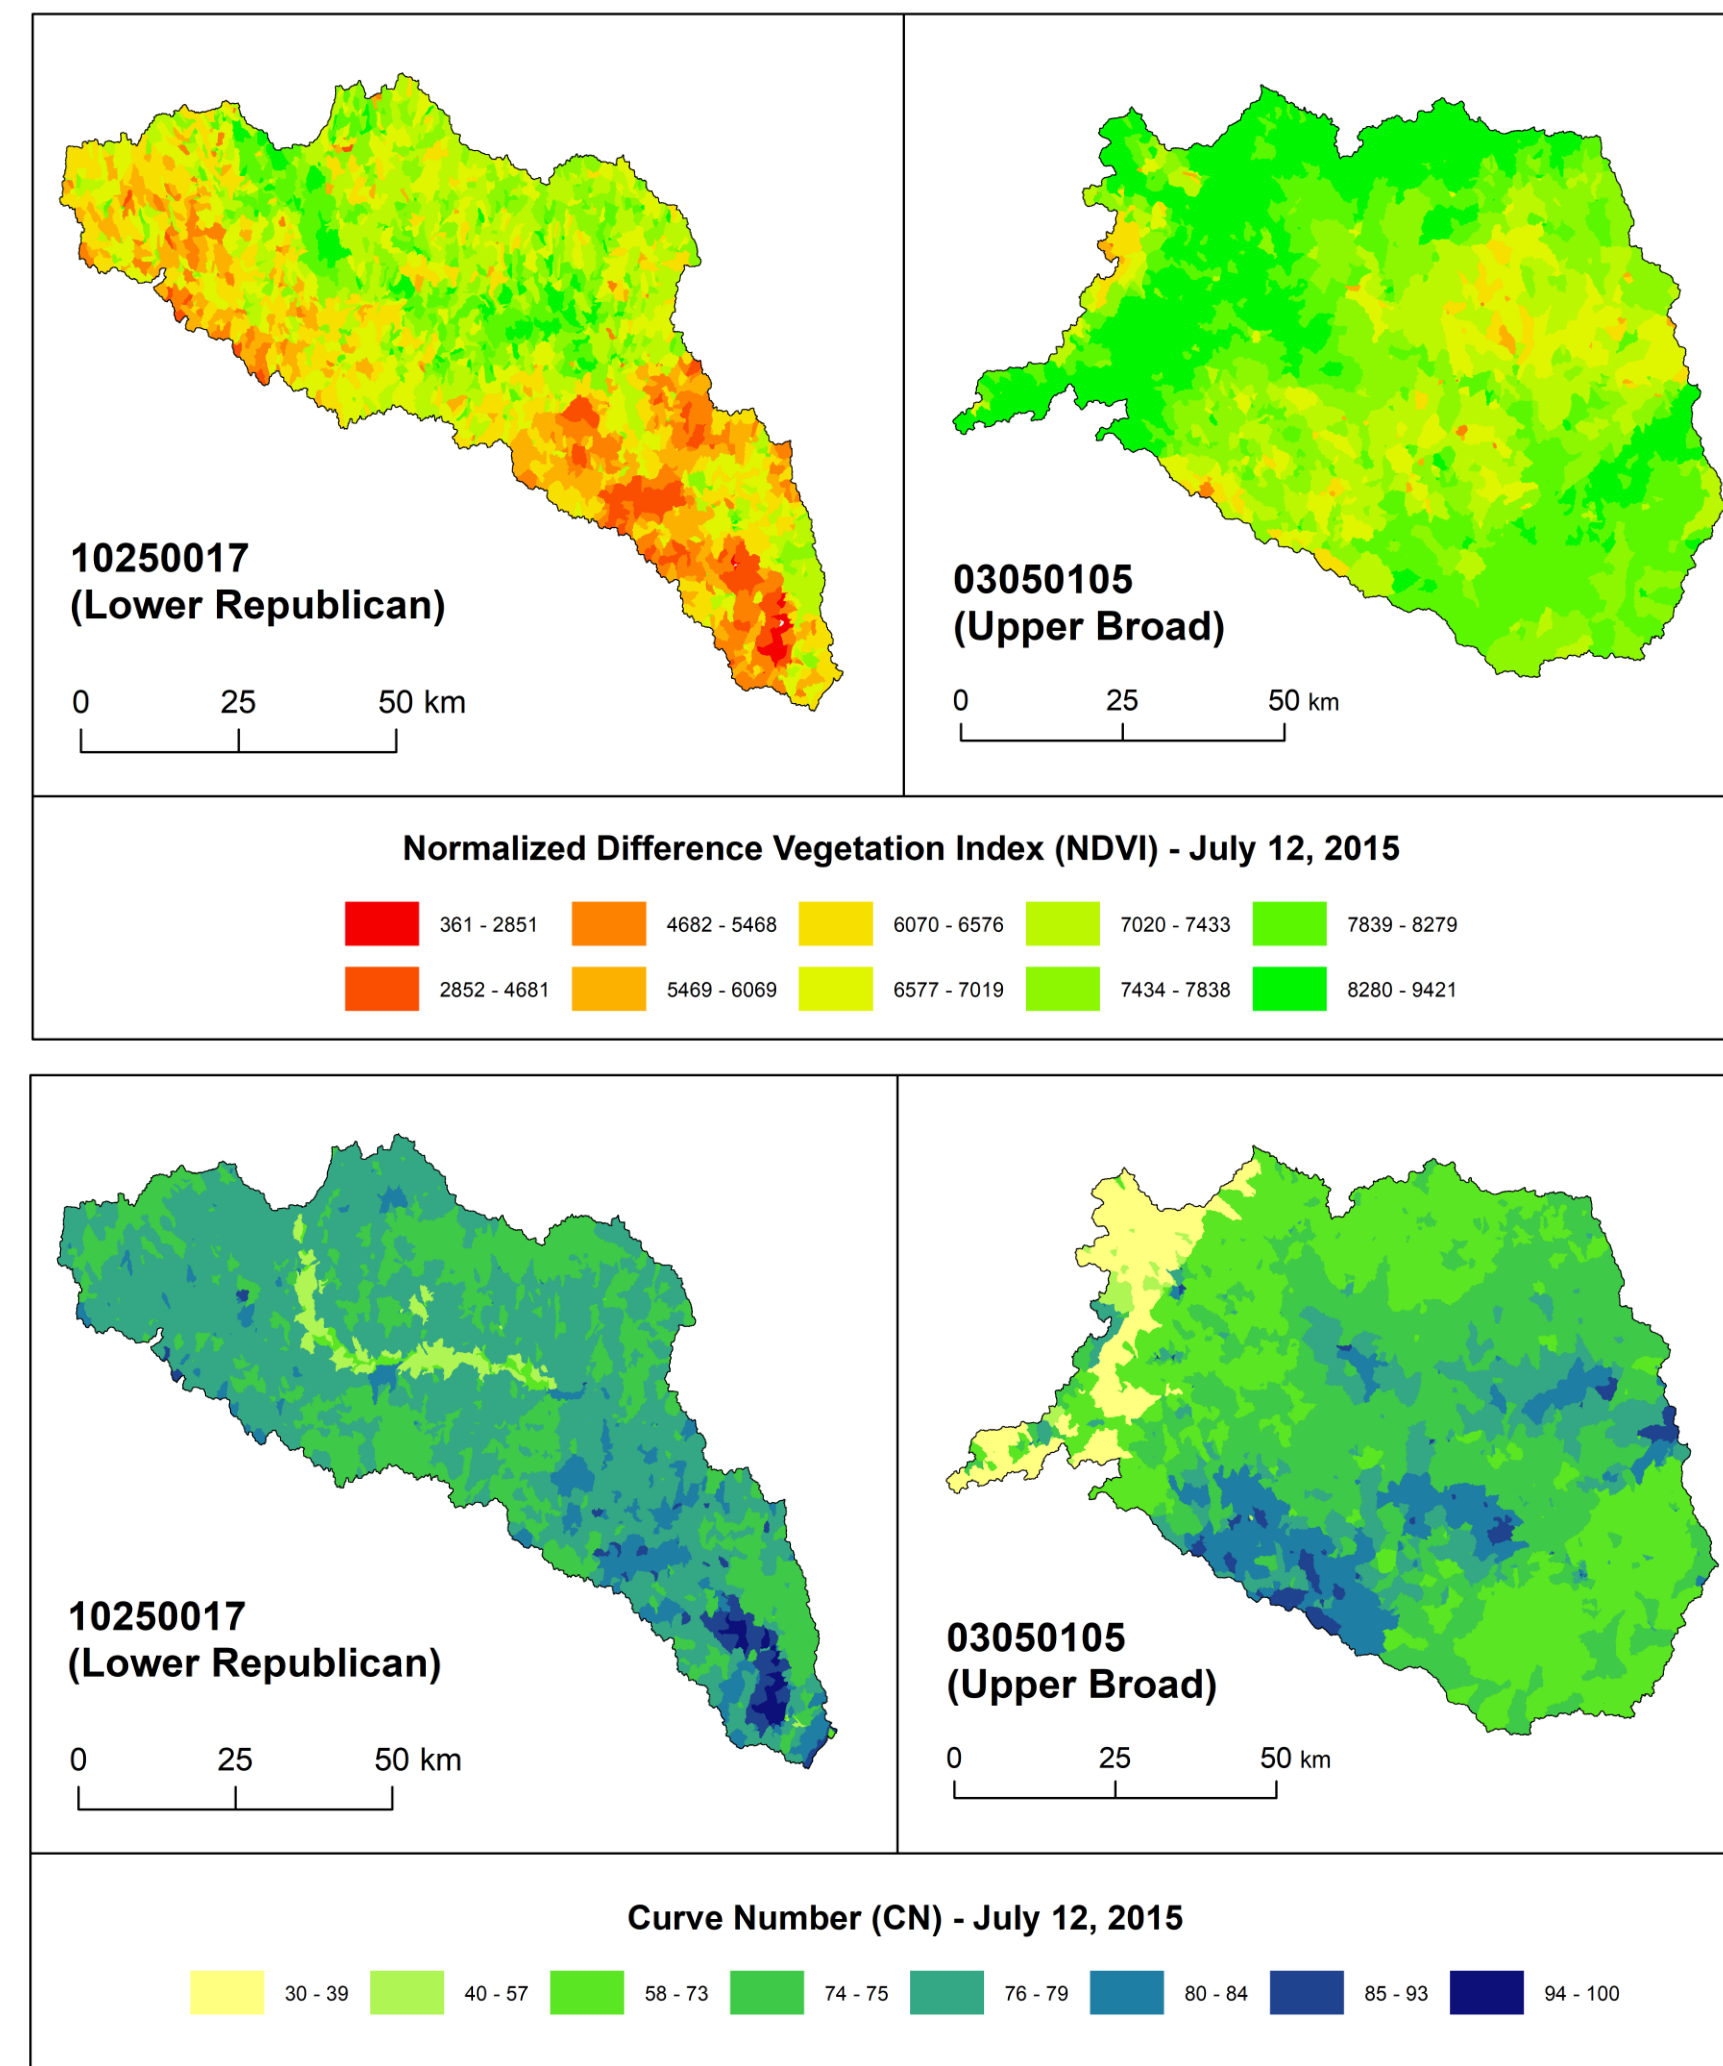 10250017
(Lower Republican)
0 25 50 km
03050105
(Upper Broad)
0 25 50 km
Normalized Difference Vegetation Index (NDVI) - July 12, 2015
361 - 2851 4682 - 5468 6070 - 6576 7020 - 7433 7839 - 8279
2852 - 4681 5469 - 6069 6577 - 7019 7434 - 7838 8280 - 9421
10250017
(Lower Republican)
0 25 50 km
03050105
(Upper Broad)
0 25 50 km
Curve Number (CN) - July 12, 2015
30 - 39 40 - 57 58 - 73 74 - 75 76 - 79 80 - 84 85 - 93 94 - 100